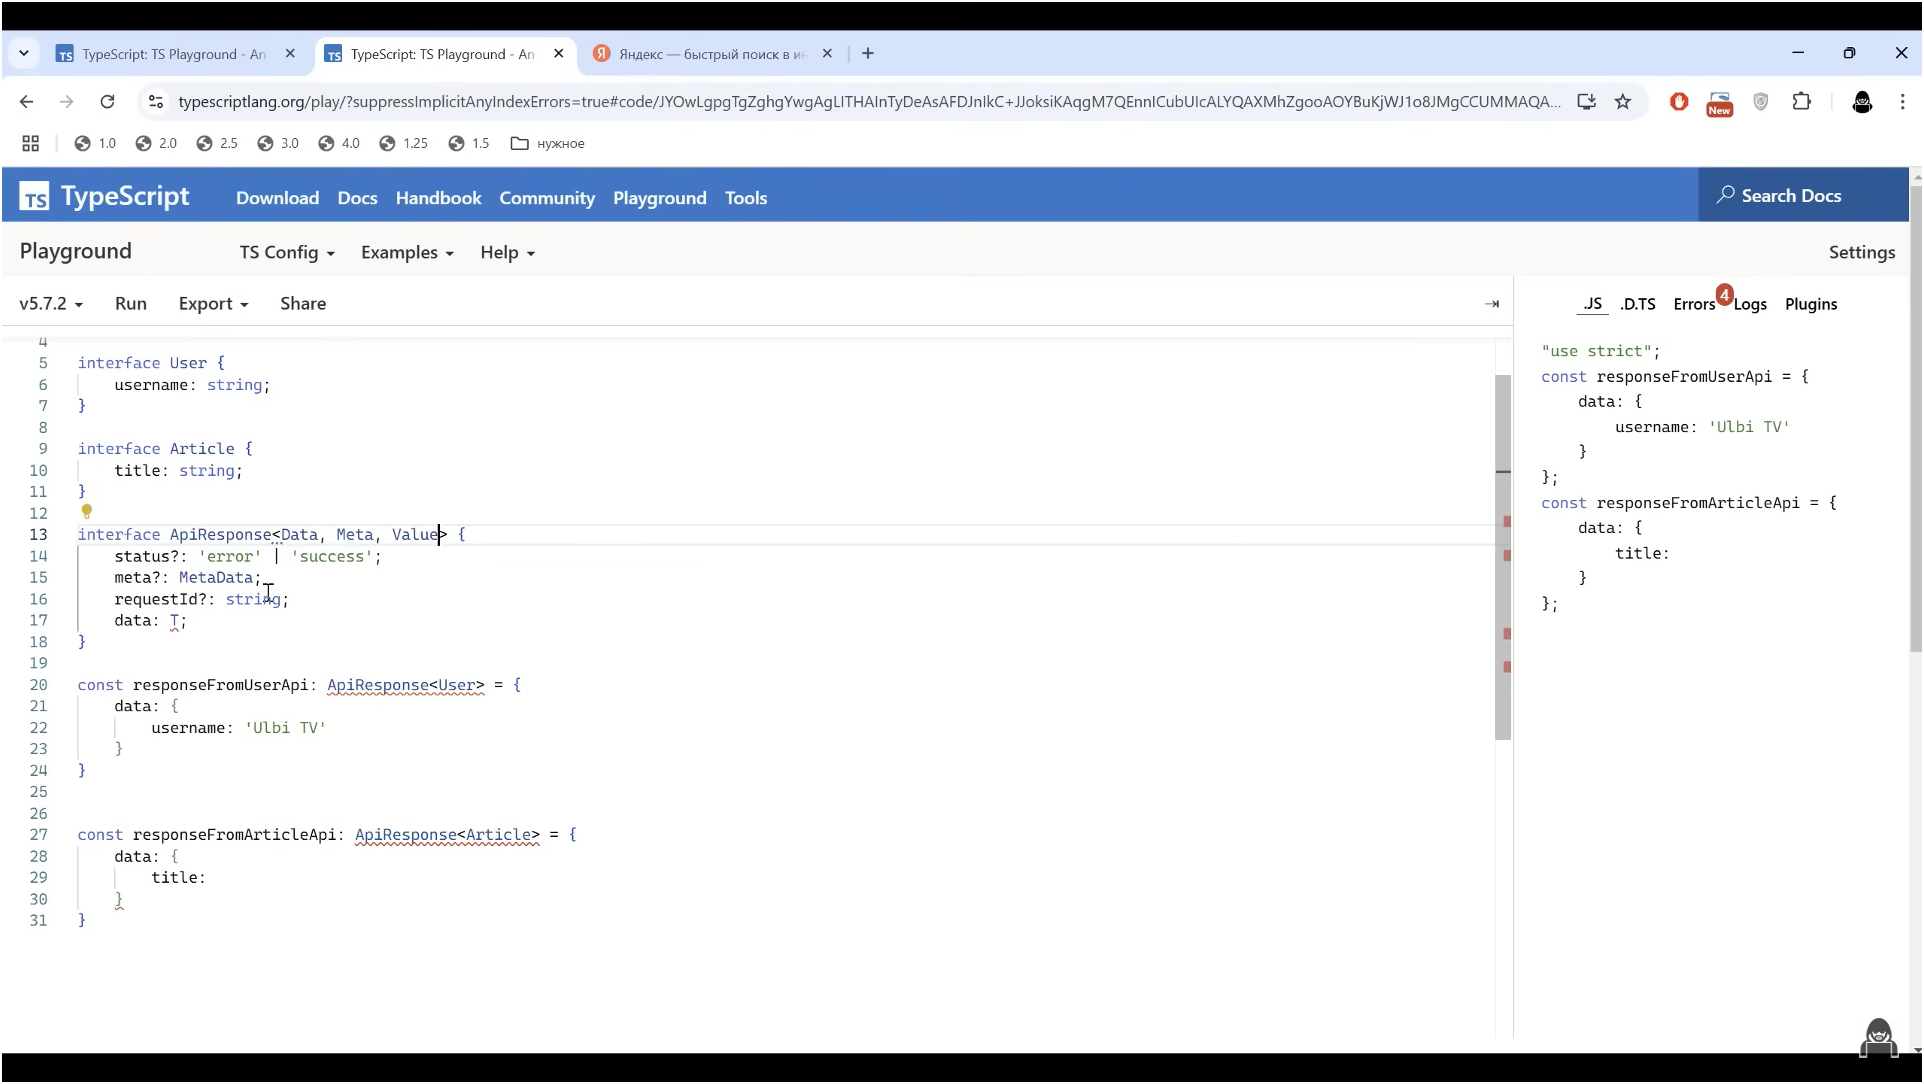 TypeScript: TS Playground - An
TypeScript: TS Playground - An
Яндекс — быстрый поиск в ин
typescriptlang.org/play/?suppressImplicitAnyIndexErrors=true#code/JYOwLgpgTgZghgYwgAgLITHAInTyDeAsAFDJnIkC+JJoksiKAqgM7QEnnICubUIcALYQAXMhZgooAOYBuKjWJ1o8JMgCCUMMAQA...
New
1.0
2.0
2.5
3.0
4.0
1.25
1.5
нужное
TS TypeScript
Download
Docs
Handbook
Community
Playground
Tools
Search Docs
Playground
TS Config
Examples
Help
Settings
v5.7.2
Run
Export
Share
.JS
.D.TS
Errors
4
Logs
Plugins
4
5 interface User {
6 username: string;
7 }
8
9 interface Article {
10 title: string;
11 }
12
13 interface ApiResponse<Data, Meta, Value> {
14 status?: 'error' | 'success';
15 meta?: MetaData;
16 requestId?: string;
17 data: T;
18 }
19
20 const responseFromUserApi: ApiResponse<User> = {
21 data: {
22 username: 'Ulbi TV'
23 }
24 }
25
26
27 const responseFromArticleApi: ApiResponse<Article> = {
28 data: {
29 title:
30 }
31 }
"use strict";
const responseFromUserApi = {
data: {
username: 'Ulbi TV'
}
};
const responseFromArticleApi = {
data: {
title:
}
};